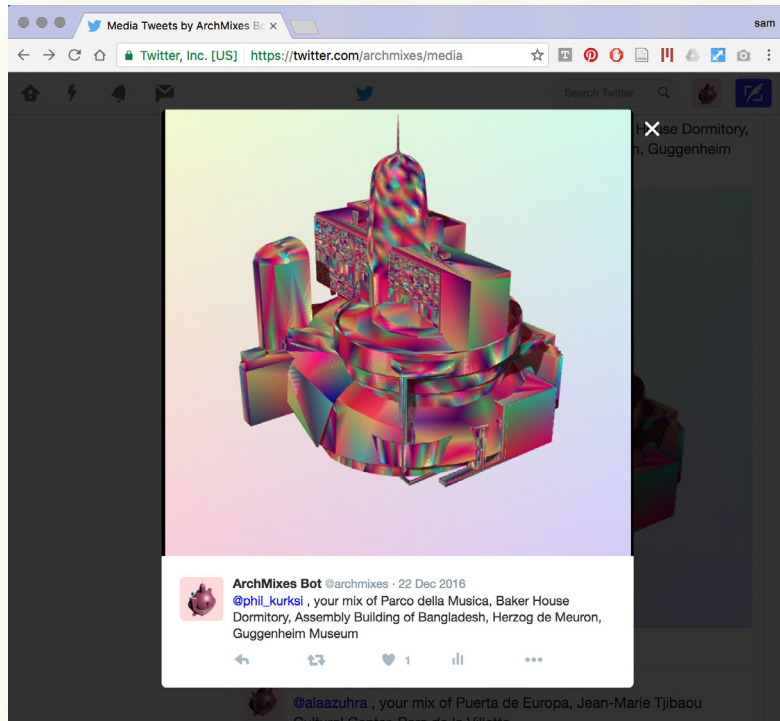 Media Tweets by ArchMixes Bo
sam
Twitter, Inc. [US] https://twitter.com/archmixes/media
Search Twitter
House Dormitory,
Guggenheim
ArchMixes Bot @archmixes · 22 Dec 2016
@phil_kurksi , your mix of Parco della Musica, Baker House
Dormitory, Assembly Building of Bangladesh, Herzog de Meuron,
Guggenheim Museum
1
@alaazuhra , your mix of Puerta de Europa, Jean-Marie Tjibaou